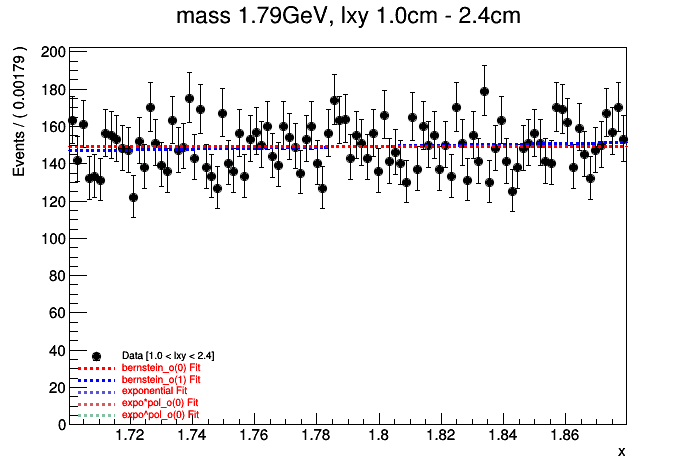 mass 1.79GeV, lxy 1.0cm - 2.4cm
Events / ( 0.00179 )
200
180
160
140
120
100
80
60
40
20
0
Data [1.0 < lxy < 2.4]
bernstein_o(0) Fit
bernstein_o(1) Fit
exponential Fit
expo*pol_o(0) Fit
expo^pol_o(0) Fit
1.72 1.74 1.76 1.78 1.8 1.82 1.84 1.86
x